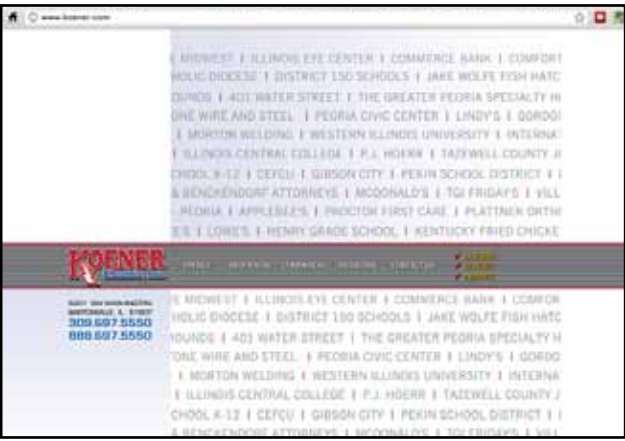 www.koener.com
E MIDWEST | ILLINOIS EYE CENTER | COMMERCE BANK | COMFORT
HOLIC DIOCESE | DISTRICT 150 SCHOOLS | JAKE WOLFE FISH HATC
OUNDS | 401 WATER STREET | THE GREATER PEORIA SPECIALTY H
ONE WIRE AND STEEL | PEORIA CIVIC CENTER | LINDY'S | GORDO
| MORTON WELDING | WESTERN ILLINOIS UNIVERSITY | INTERNA
| ILLINOIS CENTRAL COLLEGE | P.J. HOERR | TAZEWELL COUNTY J
CHOOL K-12 | CEFCU | GIBSON CITY | PEKIN SCHOOL DISTRICT |
& BENCKENDORF ATTORNEYS | MCDONALD'S | TGI FRIDAY'S | VILL
PEORIA | APPLEBEE'S | PROCTOR FIRST CARE | PLATTNER ORTH
E'S | LOWE'S | HENRY GRADE SCHOOL | KENTUCKY FRIED CHICKE
KOENER
309.697.5550
888.697.5550
E MIDWEST | ILLINOIS EYE CENTER | COMMERCE BANK | COMFOR
HOLIC DIOCESE | DISTRICT 150 SCHOOLS | JAKE WOLFE FISH HATC
OUNDS | 401 WATER STREET | THE GREATER PEORIA SPECIALTY H
ONE WIRE AND STEEL | PEORIA CIVIC CENTER | LINDY'S | GORDO
| MORTON WELDING | WESTERN ILLINOIS UNIVERSITY | INTERNA
| ILLINOIS CENTRAL COLLEGE | P.J. HOERR | TAZEWELL COUNTY J
CHOOL K-12 | CEFCU | GIBSON CITY | PEKIN SCHOOL DISTRICT |
& BENCKENDORF ATTORNEYS | MCDONALD'S | TGI FRIDAYS | VILL